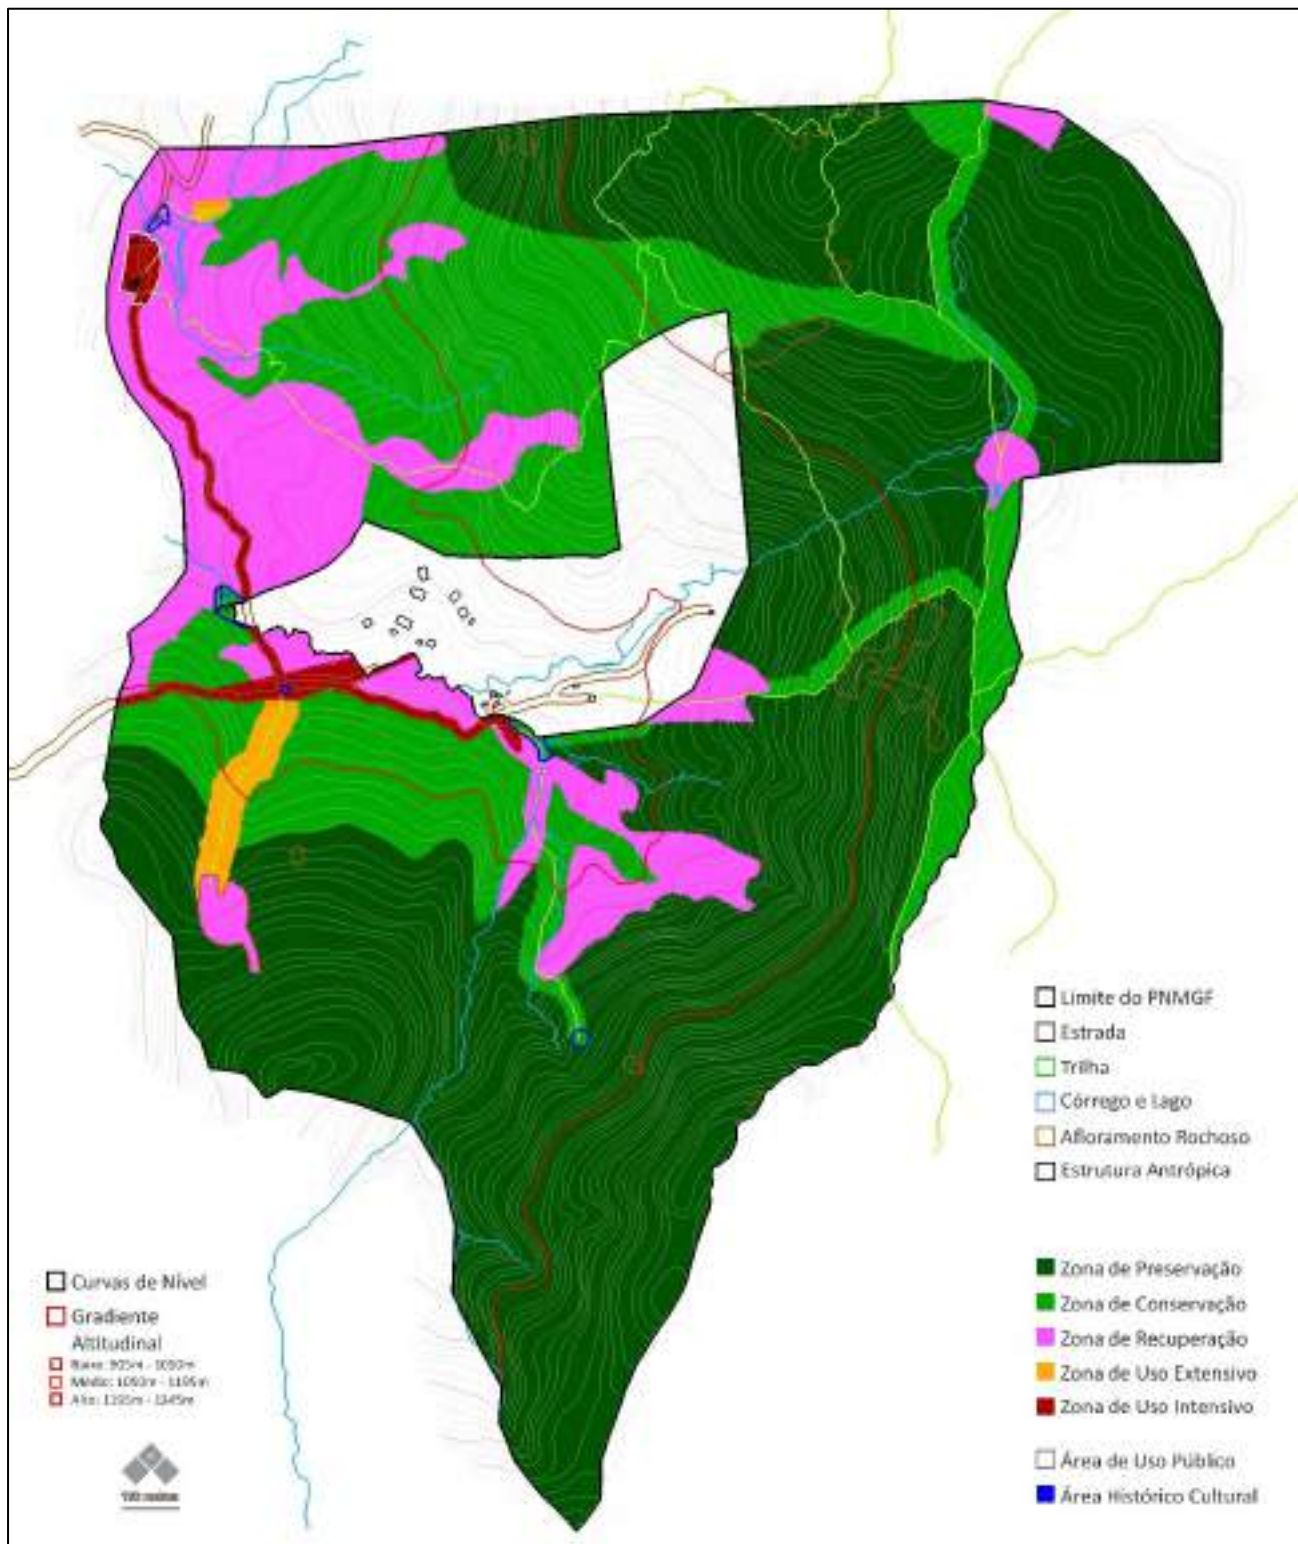 Limite do PNMGF
Estrada
Trilha
Córrego e Lago
Afloramento Rochoso
Estrutura Antrópica
Zona de Preservação
Zona de Conservação
Zona de Recuperação
Zona de Uso Extensivo
Zona de Uso Intensivo
Área de Uso Público
Área Histórico Cultural
Curvas de Nível
Gradiente
Altitudinal